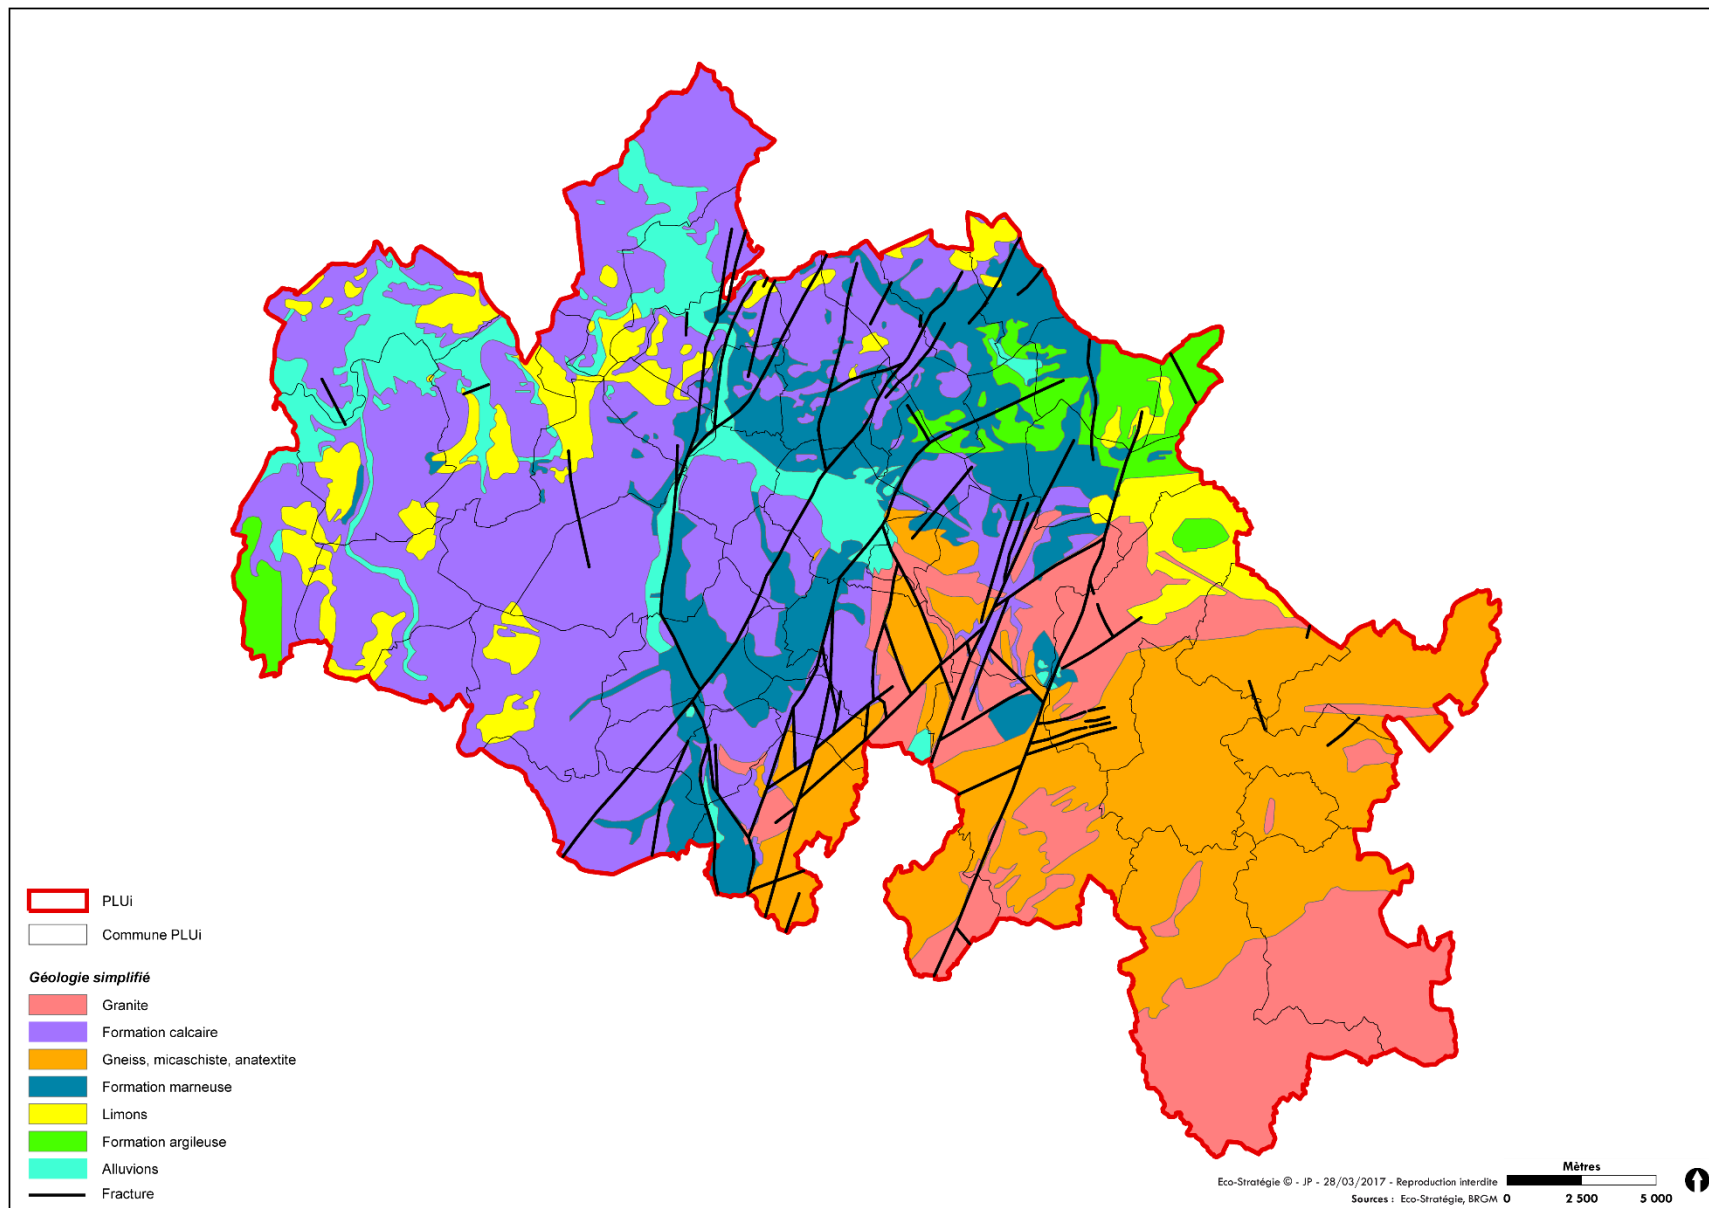 PLUi
Commune PLUi
Géologie simplifié
Granite
Formation calcaire
Gneiss, micaschiste, anatextite
Formation marneuse
Limons
Formation argileuse
Alluvions
Fracture
Mètres
Eco-Stratégie © - JP - 28/03/2017 - Reproduction interdite
Sources : Eco-Stratégie, BRGM 0 2 500 5 000